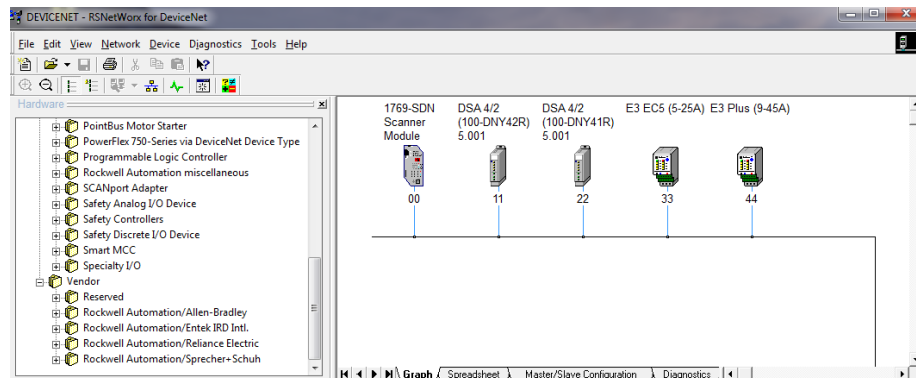 DEVICENET - RSNetWorx for DeviceNet
File Edit View Network Device Diagnostics Tools Help
Hardware
PointBus Motor Starter
PowerFlex 750-Series via DeviceNet Device Type
Programmable Logic Controller
Rockwell Automation miscellaneous
SCANport Adapter
Safety Analog I/O Device
Safety Controllers
Safety Discrete I/O Device
Smart MCC
Specialty I/O
Vendor
Reserved
Rockwell Automation/Allen-Bradley
Rockwell Automation/Entek IRD Intl.
Rockwell Automation/Reliance Electric
Rockwell Automation/Sprecher+Schuh
1769-SDN
Scanner
Module
00
DSA 4/2
(100-DNY42R)
5.001
11
DSA 4/2
(100-DNY41R)
5.001
22
E3 EC5 (5-25A)
33
E3 Plus (9-45A)
44
Graph Spreadsheet Master/Slave Configuration Diagnostics